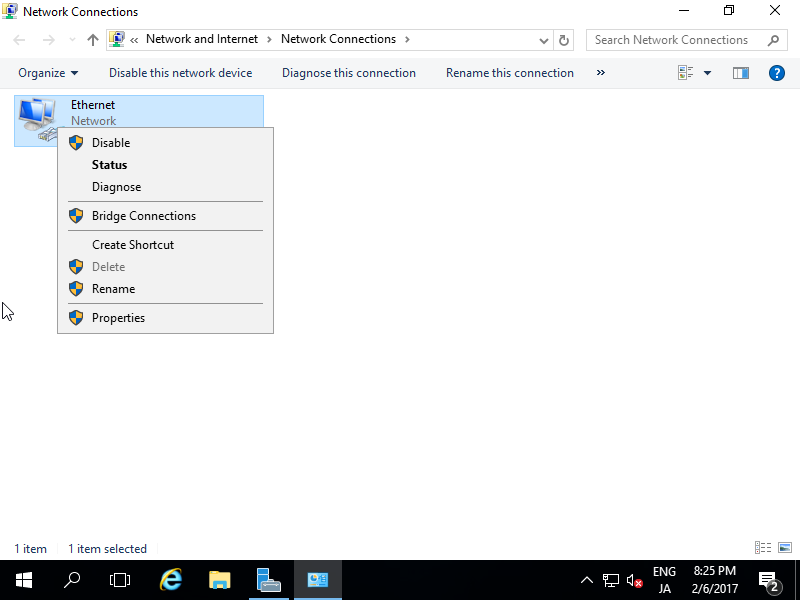 Network Connections
Network and Internet
Network Connections
Search Network Connections
Organize
Disable this network device
Diagnose this connection
Rename this connection
»
?
Ethernet
Network
Disable
Status
Diagnose
Bridge Connections
Create Shortcut
Delete
Rename
Properties
1 item
1 item selected
ENG
JA
8:25 PM
2/6/2017
2